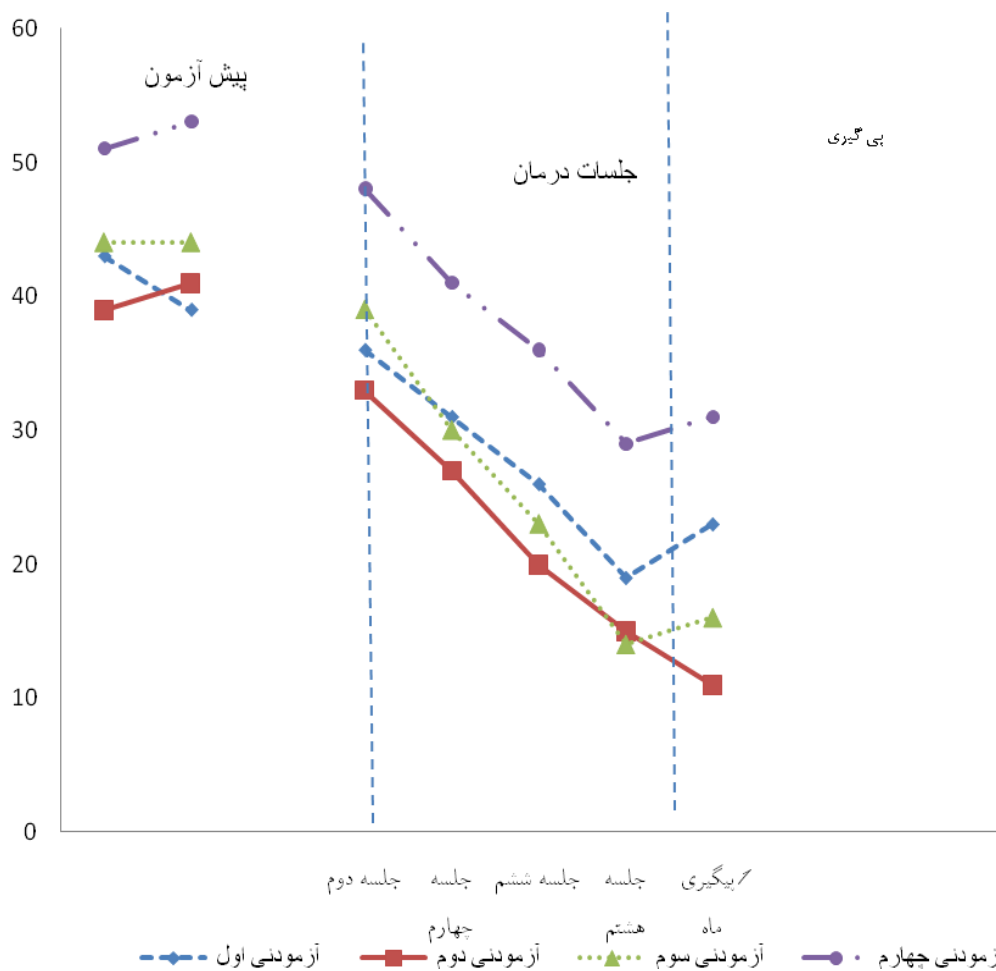 60
پیش آزمون
50
پی گیری
جلسات درمان
40
30
20
10
0
جلسه دوم
جلسه چهارم
جلسه ششم
جلسه هشتم
پیگیری
ماه
آزمودنی اول
آزمودنی دوم
آزمودنی سوم
آزمودنی چهارم